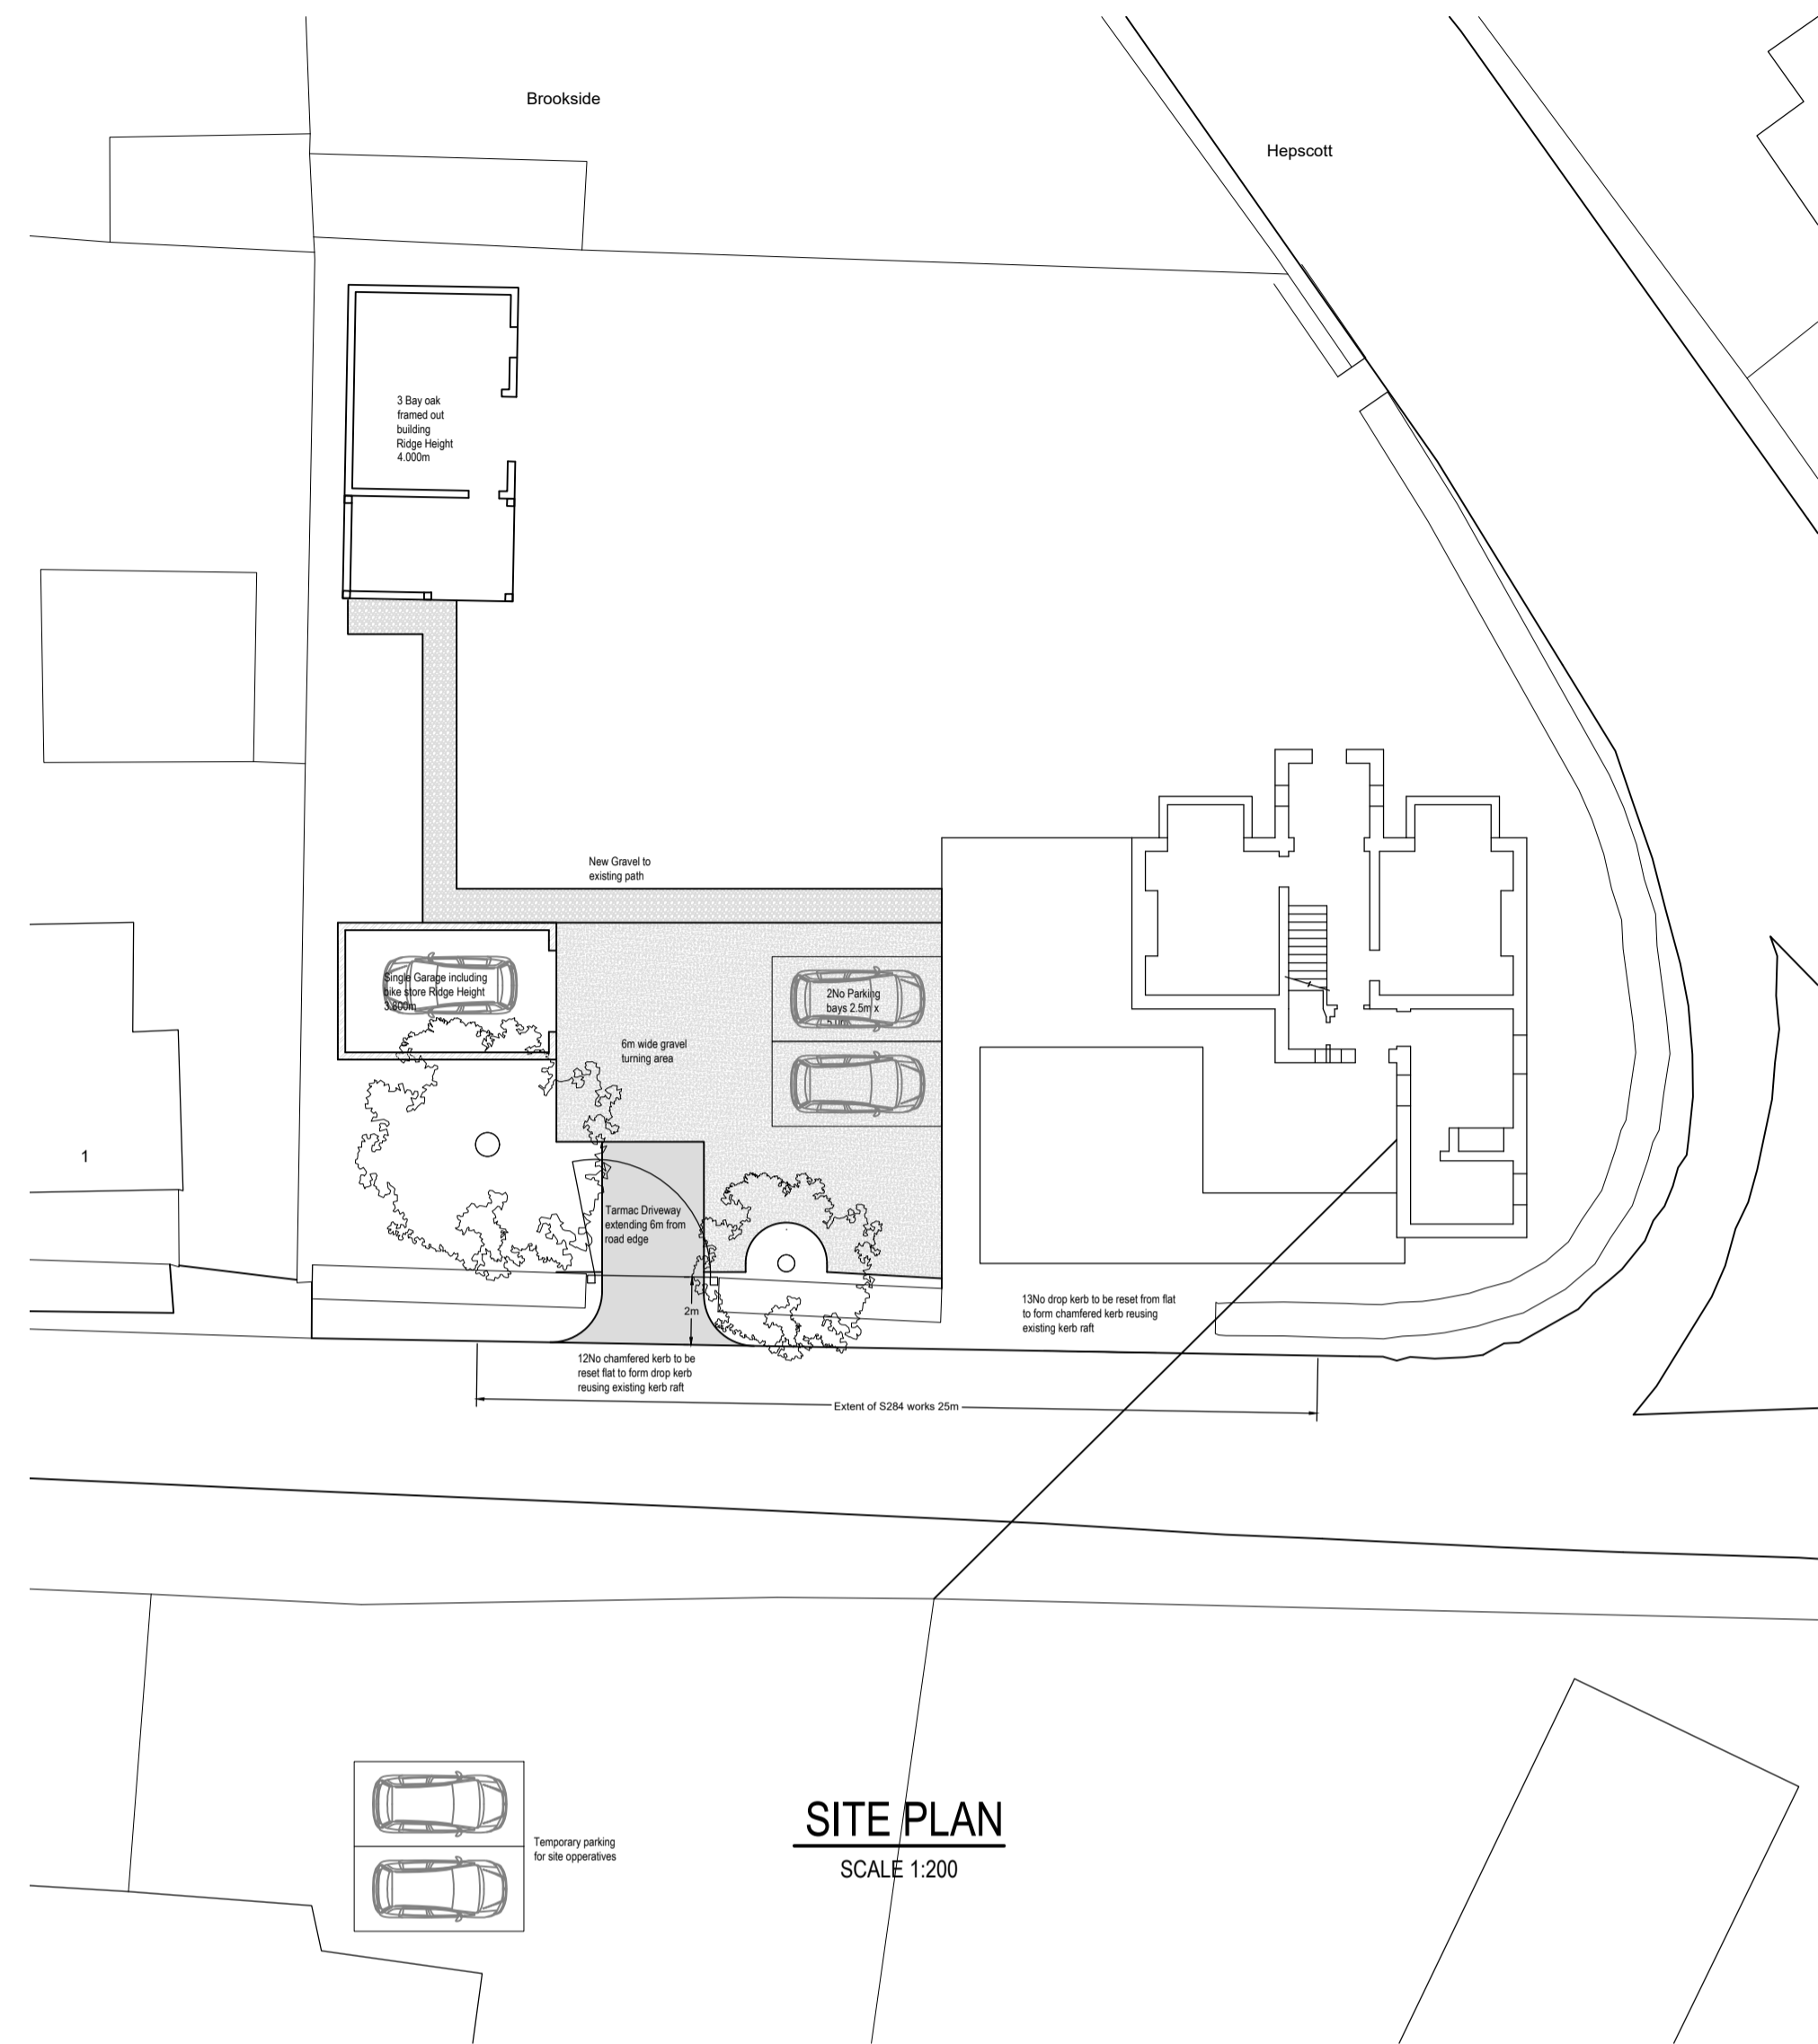 Brookside
Hepscott
3 Bay oak
framed out
building
Ridge Height
4.000m
New Gravel to
existing path
Single Garage including
bike store Ridge Height
3.800m
2No Parking
bays 2.5m x
6m wide gravel
turning area
1
Tarmac Driveway
extending 6m from
road edge
2m
13No drop kerb to be reset from flat
to form chamfered kerb reusing
existing kerb raft
12No chamfered kerb to be
reset flat to form drop kerb
reusing existing kerb raft
Extent of S284 works 25m
Temporary parking
for site opperatives
SITE PLAN
SCALE 1:200